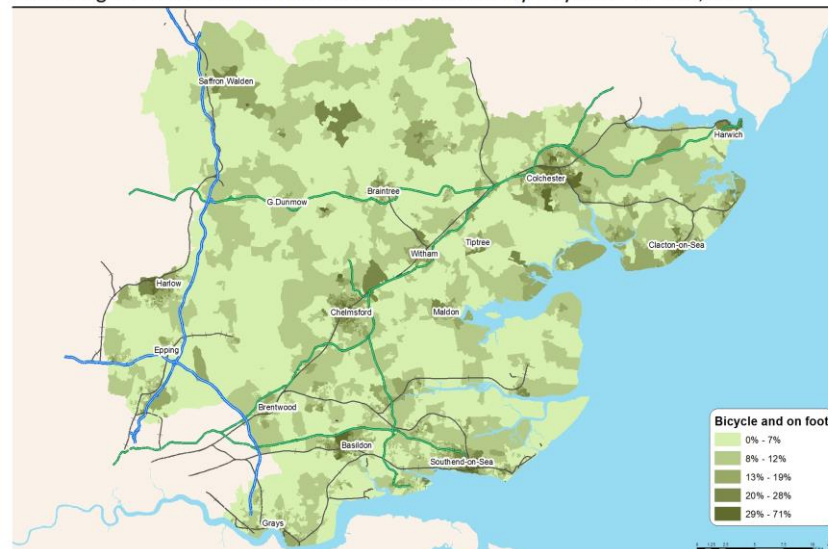 Saffron Walden
Harwich
Colchester
Braintree
G.Dunmow
Tiptree
Witham
Clacton-on-Sea
Harlow
Chelmsford
Maldon
Epping
Brentwood
Basildon
Southend-on-Sea
Grays
Bicycle and on foot
0% - 7%
8% - 12%
13% - 19%
20% - 28%
29% - 71%